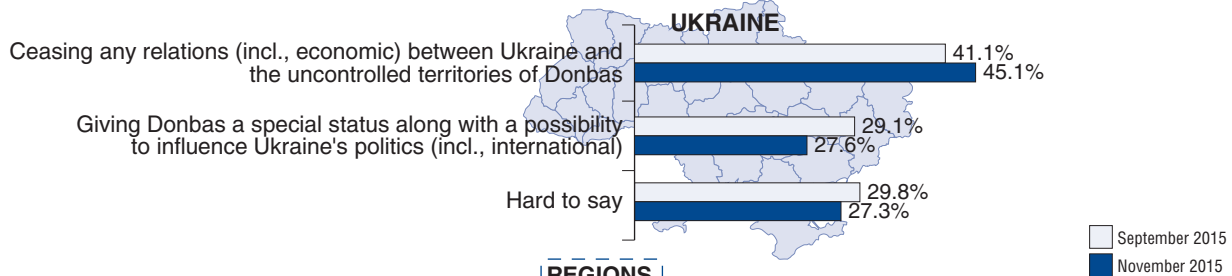 UKRAINE
Ceasing any relations (incl., economic) between Ukraine and
the uncontrolled territories of Donbas
41.1%
45.1%
Giving Donbas a special status along with a possibility
to influence Ukraine's politics (incl., international)
29.1%
27.6%
Hard to say
29.8%
27.3%
September 2015
November 2015
REGIONS